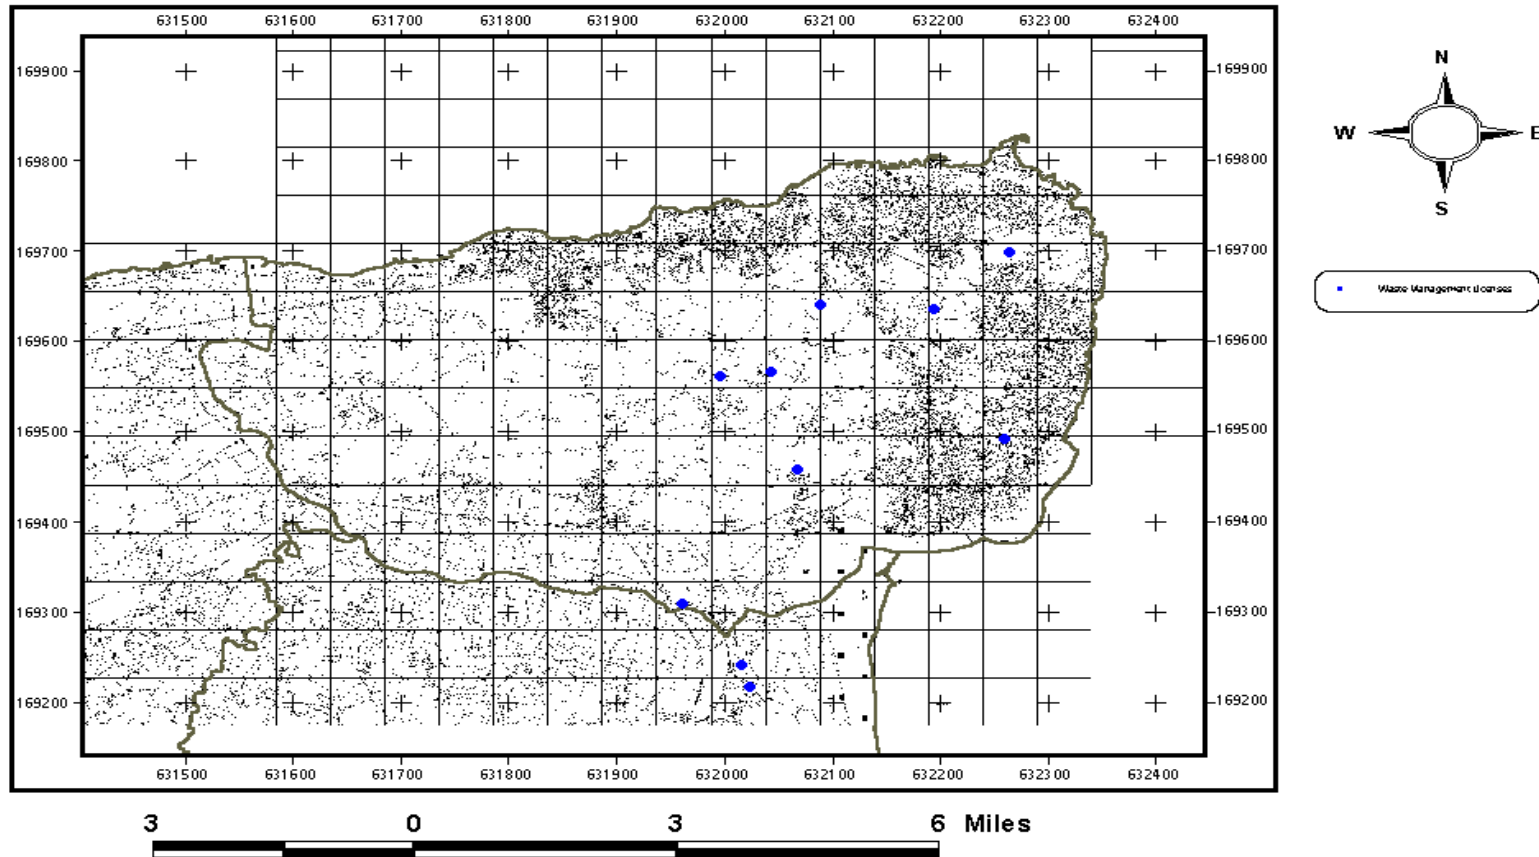 631500 631600 631700 631800 631900 632000 632100 632200 632300 632400
169900 169900
169800 169800
169700 169700
169600 169600
169500 169500
169400 169400
169300 169300
169200 169200
631500 631600 631700 631800 631900 632000 632100 632200 632300 632400
3 0 3 6 Miles
N
W E
S
Waste Management Licenses